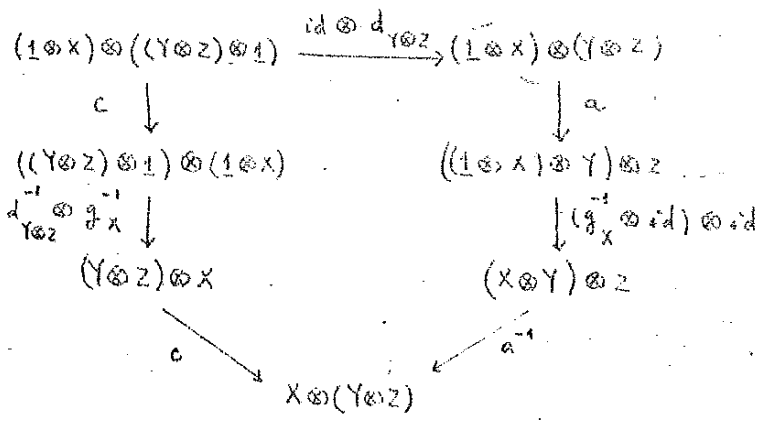 id ⊗ d_{Y⊗Z}
(1̲⊗X)⊗((Y⊗Z)⊗1̲) ⟶ (1̲⊗X)⊗(Y⊗Z)
c ↓ ↓ a
((Y⊗Z)⊗1̲)⊗(1̲⊗X) ((1̲⊗X)⊗Y)⊗Z
d^{-1}_{Y⊗Z} ⊗ g^{-1}_X ↓ ↓ (g^{-1}_X ⊗ id) ⊗ id
(Y⊗Z)⊗X (X⊗Y)⊗Z
c ↘ ↙ a^{-1}
X⊗(Y⊗Z)